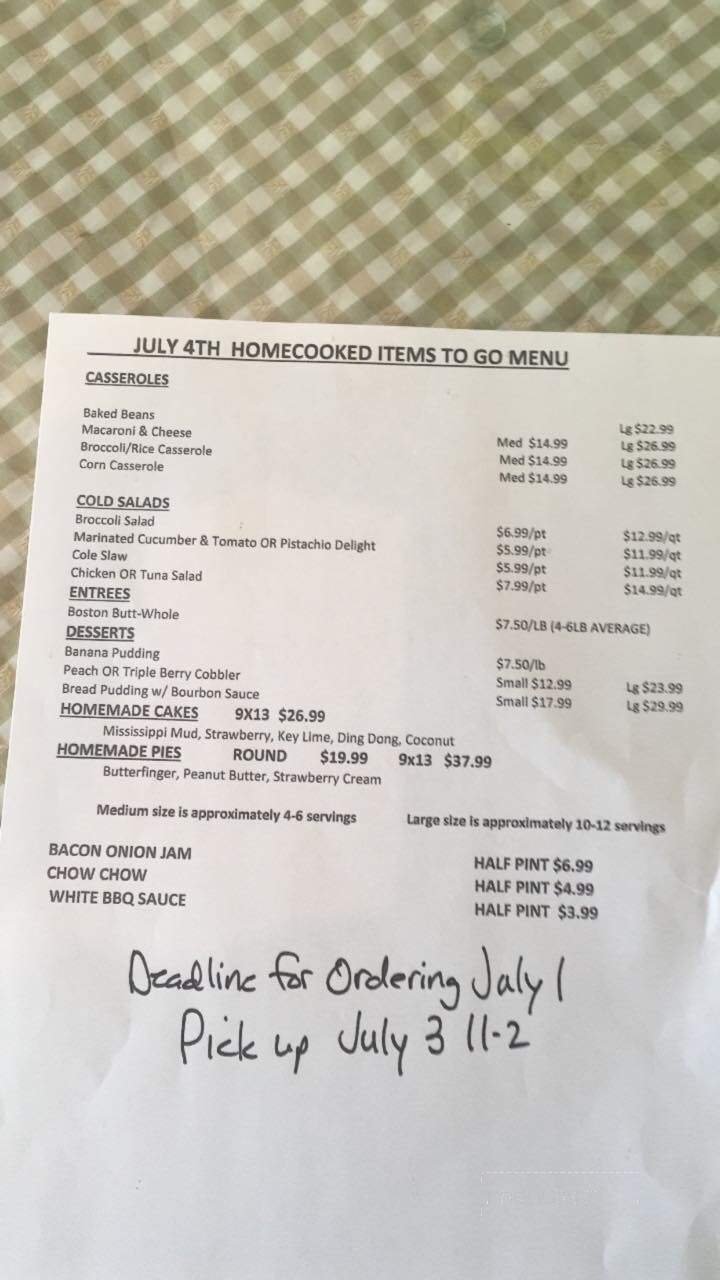 JULY 4TH HOMECOOKED ITEMS TO GO MENU
CASSEROLES
Baked Beans Lg $22.99
Macaroni & Cheese Med $14.99 Lg $26.99
Broccoli/Rice Casserole Med $14.99 Lg $26.99
Corn Casserole Med $14.99 Lg $26.99
COLD SALADS
Broccoli Salad $6.99/pt $12.99/qt
Marinated Cucumber & Tomato OR Pistachio Delight $5.99/pt $11.99/qt
Cole Slaw $5.99/pt $11.99/qt
Chicken OR Tuna Salad $7.99/pt $14.99/qt
ENTREES
Boston Butt-Whole $7.50/LB (4-6LB AVERAGE)
DESSERTS
Banana Pudding $7.50/lb
Peach OR Triple Berry Cobbler Small $12.99 Lg $23.99
Bread Pudding w/ Bourbon Sauce Small $17.99 Lg $29.99
HOMEMADE CAKES 9X13 $26.99
Mississippi Mud, Strawberry, Key Lime, Ding Dong, Coconut
HOMEMADE PIES ROUND $19.99 9x13 $37.99
Butterfinger, Peanut Butter, Strawberry Cream
Medium size is approximately 4-6 servings Large size is approximately 10-12 servings
BACON ONION JAM HALF PINT $6.99
CHOW CHOW HALF PINT $4.99
WHITE BBQ SAUCE HALF PINT $3.99
Deadline for Ordering July 1
Pick up July 3 11-2